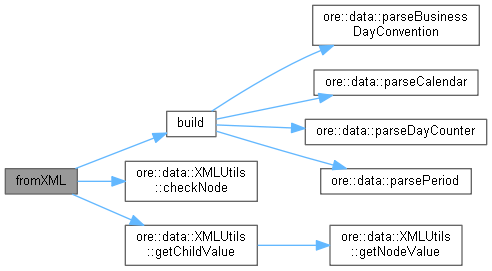 fromXML
build
ore::data::parseBusiness
DayConvention
ore::data::parseCalendar
ore::data::parseDayCounter
ore::data::parsePeriod
ore::data::XMLUtils
::checkNode
ore::data::XMLUtils
::getChildValue
ore::data::XMLUtils
::getNodeValue